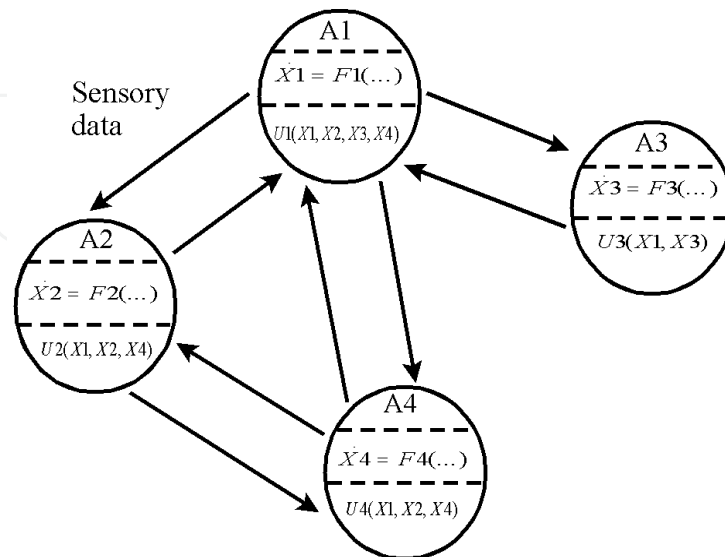 A1
Ẋ1 = F1(...)
U1(X1, X2, X3, X4)
Sensory
data
A3
Ẋ3 = F3(...)
U3(X1, X3)
A2
Ẋ2 = F2(...)
U2(X1, X2, X4)
A4
Ẋ4 = F4(...)
U4(X1, X2, X4)